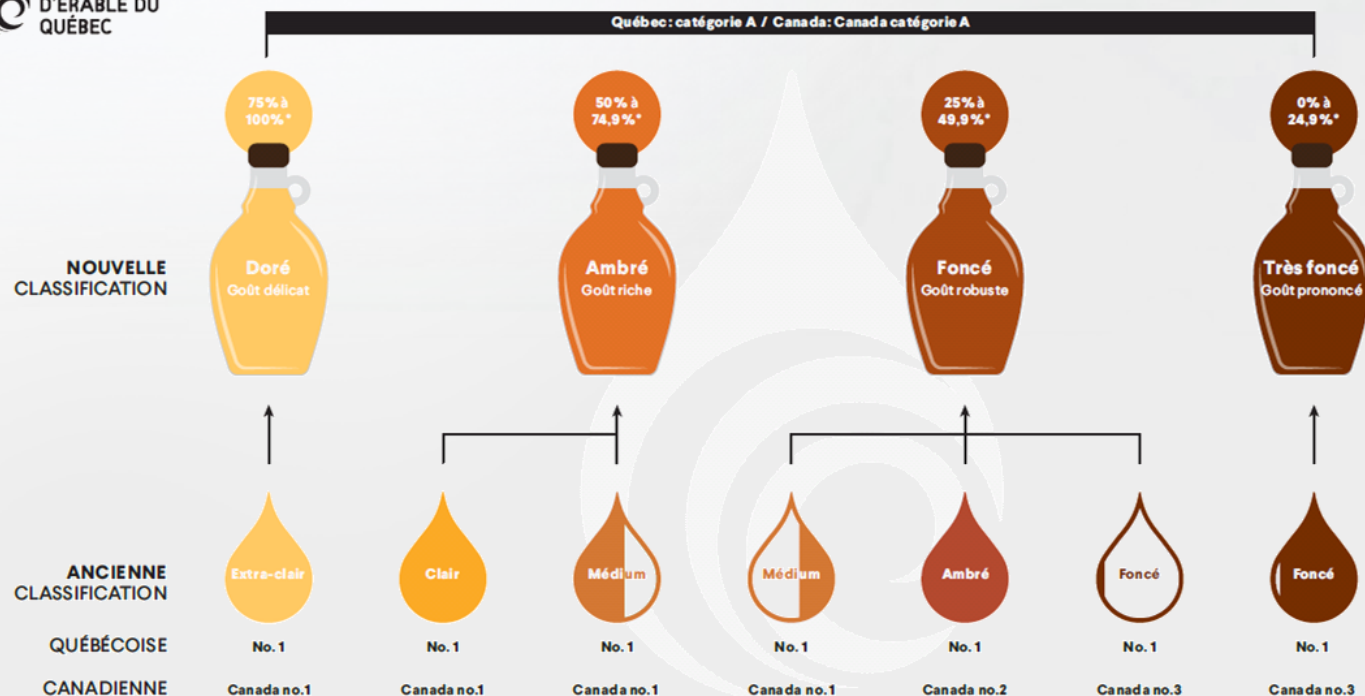 D'ÉRABLE DU
QUÉBEC
Québec: catégorie A / Canada: Canada catégorie A
75% à
100%*
50% à
74,9%*
25% à
49,9%*
0% à
24,9%*
NOUVELLE
CLASSIFICATION
Doré
Goût délicat
Ambré
Goût riche
Foncé
Goût robuste
Très foncé
Goût prononcé
ANCIENNE
CLASSIFICATION
Extra-clair
Clair
Médium
Médium
Ambré
Foncé
Foncé
QUÉBÉCOISE
No. 1
No. 1
No. 1
No. 1
No. 1
No. 1
No. 1
CANADIENNE
Canada no.1
Canada no.1
Canada no.1
Canada no.1
Canada no.2
Canada no.3
Canada no.3